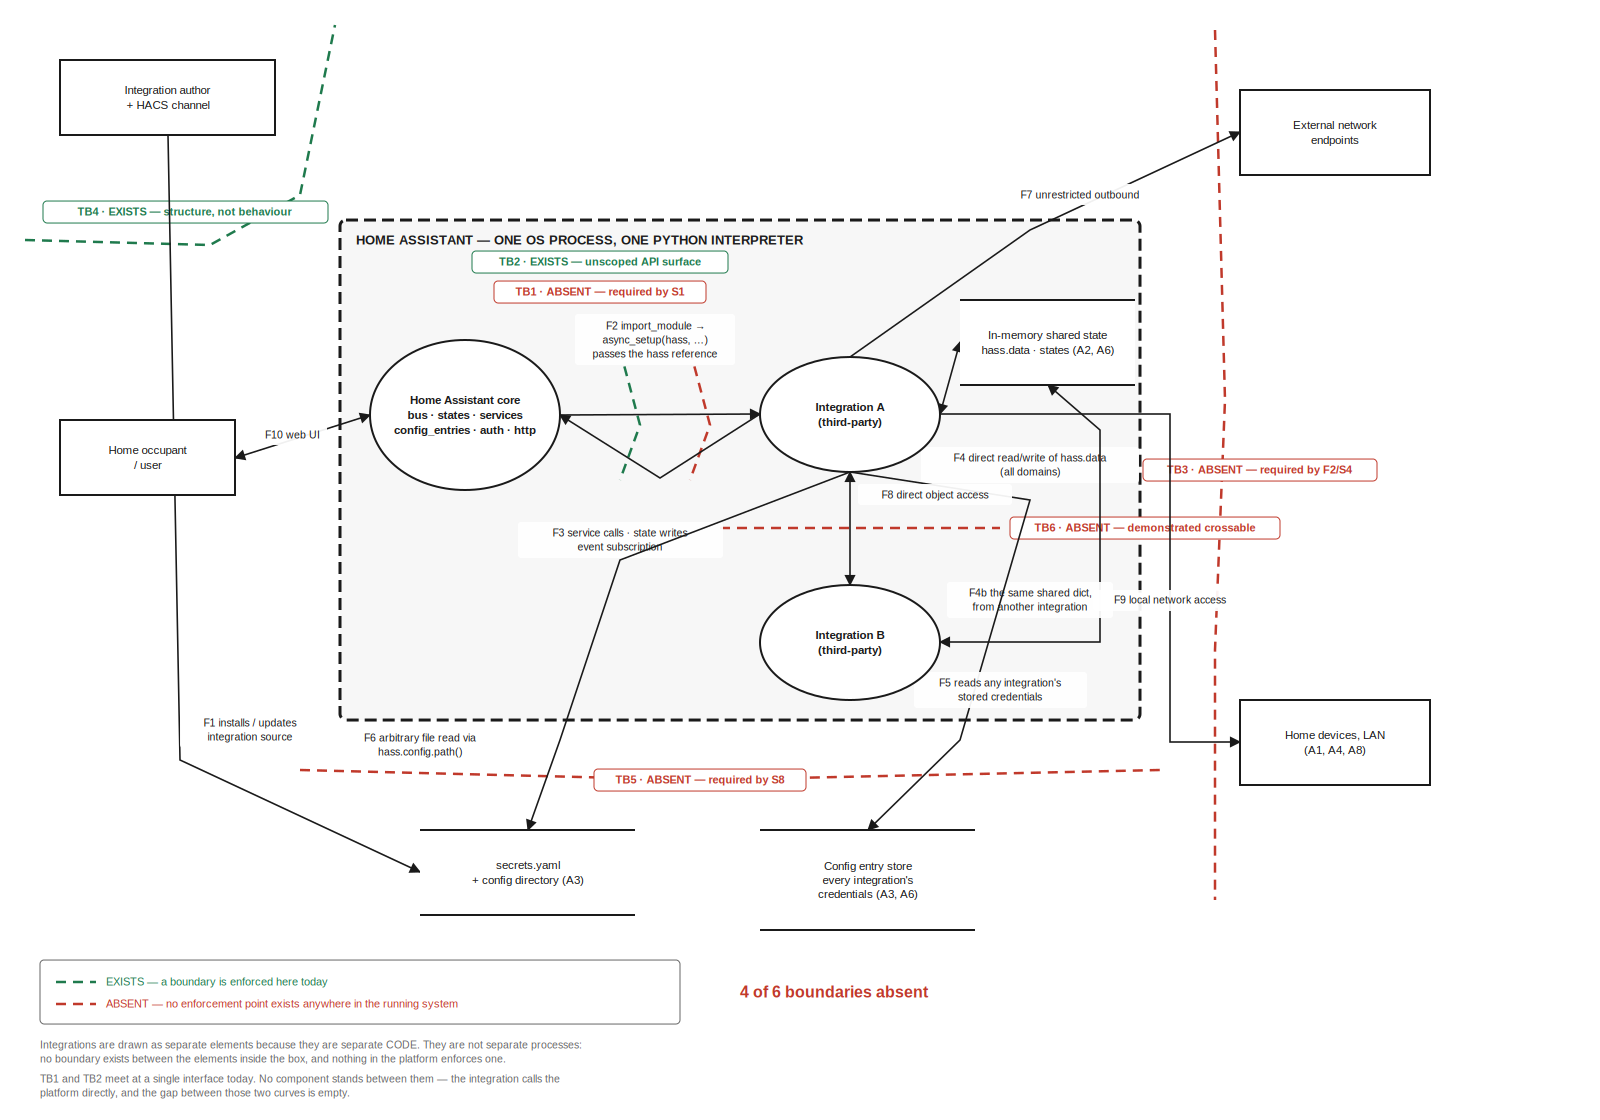 Integration author
+ HACS channel
External network
endpoints
F7 unrestricted outbound
TB4 · EXISTS — structure, not behaviour
HOME ASSISTANT — ONE OS PROCESS, ONE PYTHON INTERPRETER
TB2 · EXISTS — unscoped API surface
TB1 · ABSENT — required by S1
F2 import_module →
async_setup(hass, …)
passes the hass reference
In-memory shared state
hass.data · states (A2, A6)
Home Assistant core
bus · states · services
config_entries · auth · http
Integration A
(third-party)
F10 web UI
Home occupant
/ user
F4 direct read/write of hass.data
(all domains)
TB3 · ABSENT — required by F2/S4
F8 direct object access
TB6 · ABSENT — demonstrated crossable
F3 service calls · state writes
event subscription
F4b the same shared dict,
from another integration
F9 local network access
Integration B
(third-party)
F5 reads any integration's
stored credentials
F1 installs / updates
integration source
F6 arbitrary file read via
hass.config.path()
Home devices, LAN
(A1, A4, A8)
TB5 · ABSENT — required by S8
secrets.yaml
+ config directory (A3)
Config entry store
every integration's
credentials (A3, A6)
EXISTS — a boundary is enforced here today
ABSENT — no enforcement point exists anywhere in the running system
4 of 6 boundaries absent
Integrations are drawn as separate elements because they are separate CODE. They are not separate processes:
no boundary exists between the elements inside the box, and nothing in the platform enforces one.
TB1 and TB2 meet at a single interface today. No component stands between them — the integration calls the
platform directly, and the gap between those two curves is empty.